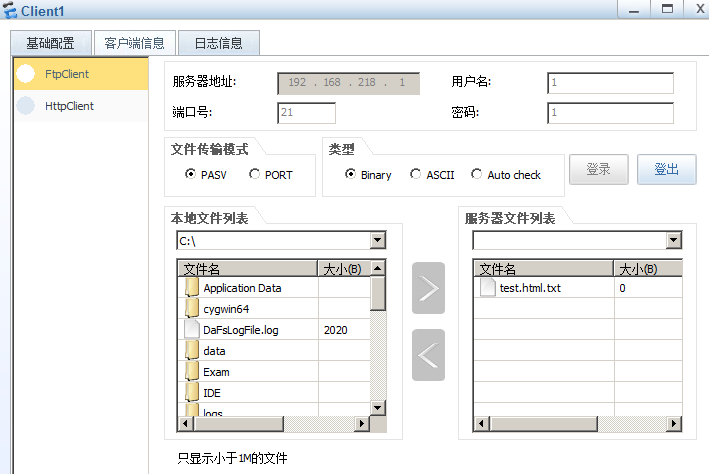 Client1
基础配置 客户端信息 日志信息
FtpClient
HttpClient
服务器地址: 192 . 168 . 218 . 1 用户名: 1
端口号: 21 密码: 1
文件传输模式 类型
PASV PORT Binary ASCII Auto check 登录 登出
本地文件列表 服务器文件列表
C:\
文件名 大小(B) 文件名 大小(B)
Application Data test.html.txt 0
cygwin64
DaFsLogFile.log 2020
data
Exam
IDE
logs
只显示小于1M的文件